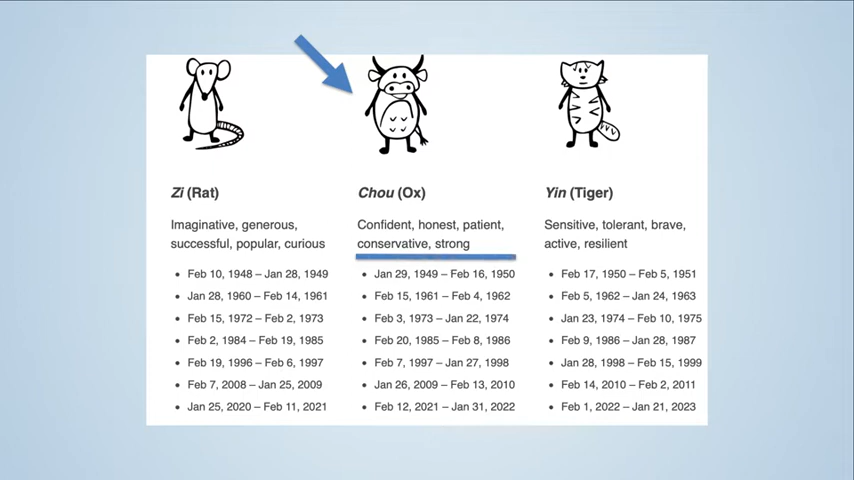 Zi (Rat)
Imaginative, generous,
successful, popular, curious
Feb 10, 1948 – Jan 28, 1949
Jan 28, 1960 – Feb 14, 1961
Feb 15, 1972 – Feb 2, 1973
Feb 2, 1984 – Feb 19, 1985
Feb 19, 1996 – Feb 6, 1997
Feb 7, 2008 – Jan 25, 2009
Jan 25, 2020 – Feb 11, 2021
Chou (Ox)
Confident, honest, patient,
conservative, strong
Jan 29, 1949 – Feb 16, 1950
Feb 15, 1961 – Feb 4, 1962
Feb 3, 1973 – Jan 22, 1974
Feb 20, 1985 – Feb 8, 1986
Feb 7, 1997 – Jan 27, 1998
Jan 26, 2009 – Feb 13, 2010
Feb 12, 2021 – Jan 31, 2022
Yin (Tiger)
Sensitive, tolerant, brave,
active, resilient
Feb 17, 1950 – Feb 5, 1951
Feb 5, 1962 – Jan 24, 1963
Jan 23, 1974 – Feb 10, 1975
Feb 9, 1986 – Jan 28, 1987
Jan 28, 1998 – Feb 15, 1999
Feb 14, 2010 – Feb 2, 2011
Feb 1, 2022 – Jan 21, 2023